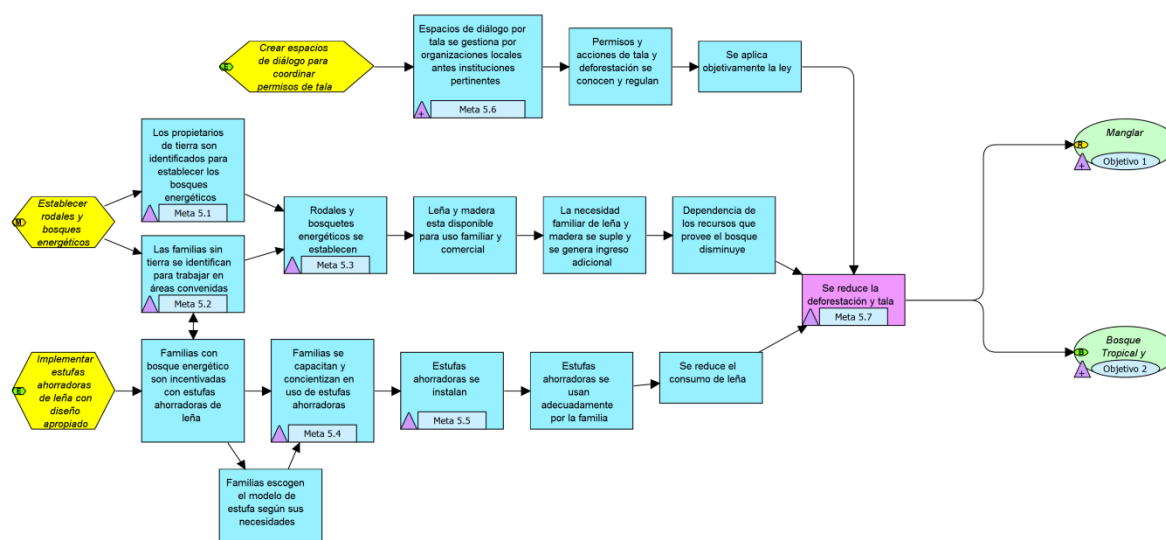 Crear espacios
de diálogo para
coordinar
permisos de tala
Espacios de diálogo por
tala se gestiona por
organizaciones locales
antes instituciones
pertinentes
Meta 5.6
Permisos y
acciones de tala y
deforestación se
conocen y regulan
Se aplica
objetivamente la ley
Establecer
rodales y
bosques
energéticos
Los propietarios
de tierra son
identificados para
establecer los
bosques
energéticos
Meta 5.1
Las familias sin
tierra se identifican
para trabajar en
áreas convenidas
Meta 5.2
Rodales y
bosquetes
energéticos se
establecen
Meta 5.3
Leña y madera
esta disponible
para uso familiar y
comercial
La necesidad
familiar de leña y
madera se suple y
se genera ingreso
adicional
Dependencia de
los recursos que
provee el bosque
disminuye
Se reduce la
deforestación y tala
Meta 5.7
Manglar
Objetivo 1
Bosque
Tropical y
Objetivo 2
Implementar
estufas
ahorradoras
de leña con
diseño
apropiado
Familias con
bosque energético
son incentivadas
con estufas
ahorradoras de
leña
Familias se
capacitan y
concientizan en
uso de estufas
ahorradoras
Meta 5.4
Estufas
ahorradoras se
instalan
Meta 5.5
Estufas
ahorradoras se
usan
adecuadamente
por la familia
Se reduce el
consumo de leña
Familias escogen
el modelo de
estufa según sus
necesidades